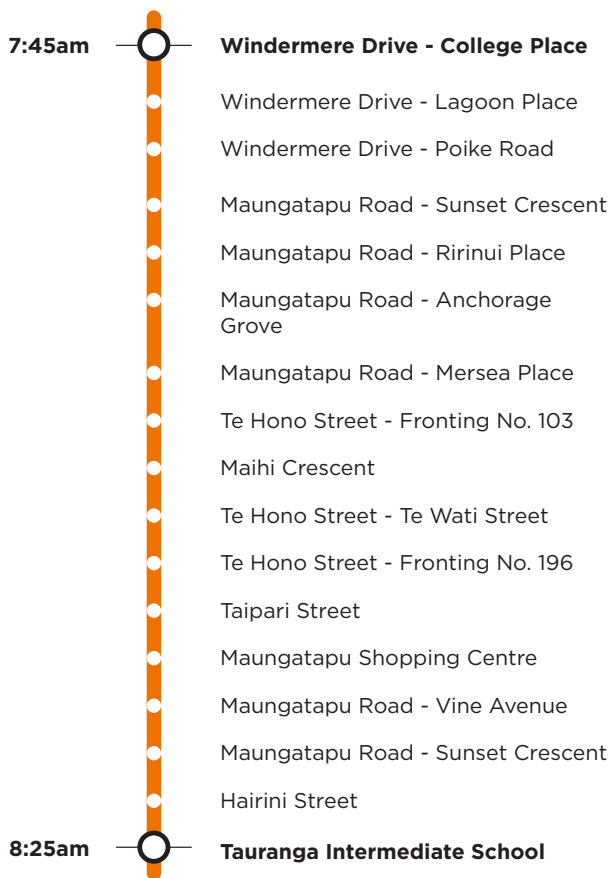 7:45am Windermere Drive - College Place
Windermere Drive - Lagoon Place
Windermere Drive - Poike Road
Maungatapu Road - Sunset Crescent
Maungatapu Road - Ririnui Place
Maungatapu Road - Anchorage
Grove
Maungatapu Road - Mersea Place
Te Hono Street - Fronting No. 103
Maihi Crescent
Te Hono Street - Te Wati Street
Te Hono Street - Fronting No. 196
Taipari Street
Maungatapu Shopping Centre
Maungatapu Road - Vine Avenue
Maungatapu Road - Sunset Crescent
Hairini Street
8:25am Tauranga Intermediate School